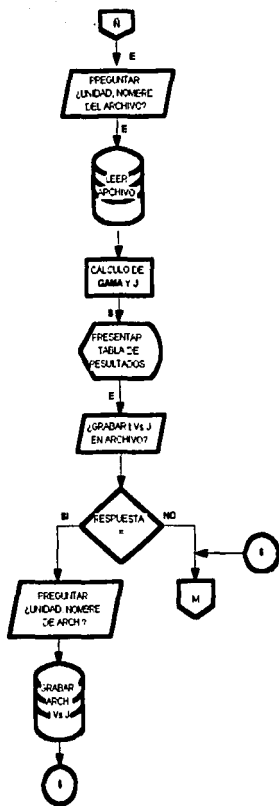 Ñ
E
PREGUNTAR
¿UNIDAD, NOMBRE
DEL ARCHIVO?
E
LEER
ARCHIVO
CÁLCULO DE
GAMA Y J
S
PRESENTAR
TABLA DE
RESULTADOS
E
¿GRABAR t Vs J
EN ARCHIVO?
SI
RESPUESTA
=
NO
M
PREGUNTAR
¿UNIDAD, NOMBRE
DE ARCH?
GRABAR
ARCH
t Vs J